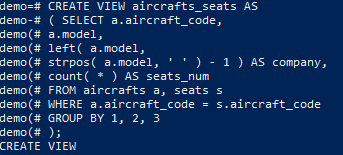 demo=# CREATE VIEW aircrafts_seats AS
demo-# ( SELECT a.aircraft_code,
demo(# a.model,
demo(# left( a.model,
demo(# strpos( a.model, ' ' ) - 1 ) AS company,
demo(# count( * ) AS seats_num
demo(# FROM aircrafts a, seats s
demo(# WHERE a.aircraft_code = s.aircraft_code
demo(# GROUP BY 1, 2, 3
demo(# );
CREATE VIEW